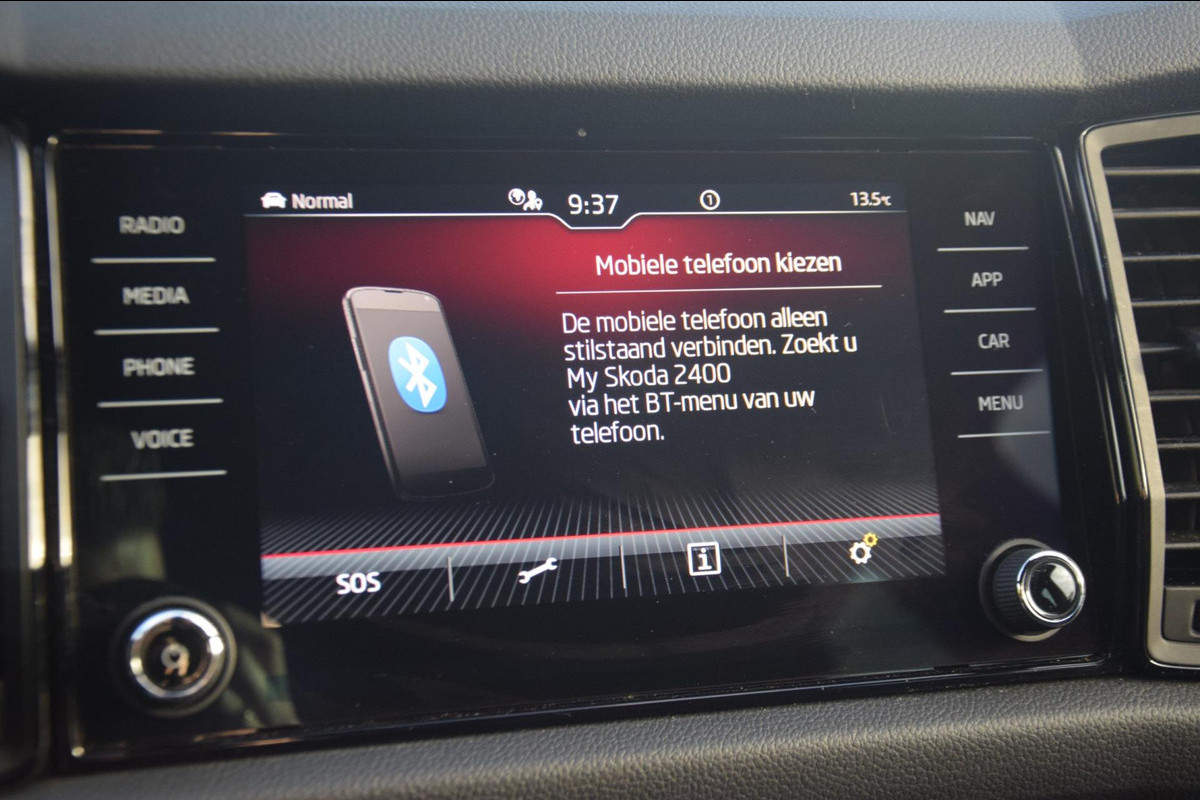 Normal 9:37 1 13.5°C
RADIO
MEDIA
PHONE
VOICE
Mobiele telefoon kiezen
De mobiele telefoon alleen
stilstaand verbinden. Zoekt u
My Skoda 2400
via het BT-menu van uw
telefoon.
SOS i
NAV
APP
CAR
MENU